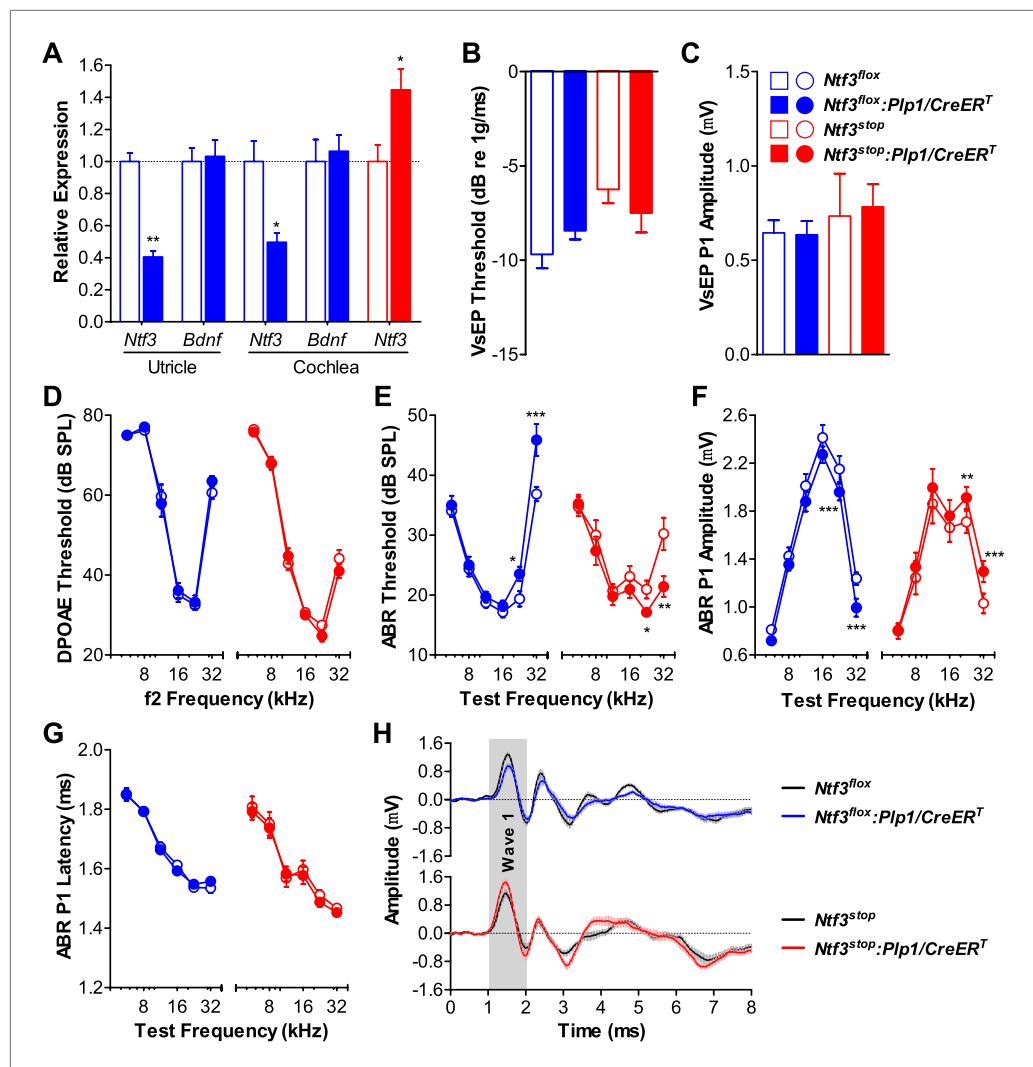 A
Relative Expression
1.6
1.4
1.2
1.0
0.8
0.6
0.4
0.2
0.0
**
*
*
Ntf3 Bdnf Ntf3 Bdnf Ntf3
Utricle Cochlea
B
VsEP Threshold (dB re 1g/ms)
0
-5
-10
-15
C
VsEP P1 Amplitude (mV)
1.5
1.0
0.5
0.0
Ntf3flox
Ntf3flox:Plp1/CreERT
Ntf3stop
Ntf3stop:Plp1/CreERT
D
DPOAE Threshold (dB SPL)
80
60
40
20
8 16 32 8 16 32
f2 Frequency (kHz)
E
ABR Threshold (dB SPL)
50
40
30
20
10
***
*
**
*
8 16 32 8 16 32
Test Frequency (kHz)
F
ABR P1 Amplitude (mV)
2.6
2.2
1.8
1.4
1.0
0.6
***
***
**
***
8 16 32 8 16 32
Test Frequency (kHz)
G
ABR P1 Latency (ms)
2.0
1.8
1.6
1.4
1.2
8 16 32 8 16 32
Test Frequency (kHz)
H
Amplitude (mV)
1.6
0.8
0.0
-0.8
-1.6
1.6
0.8
0.0
-0.8
-1.6
Wave 1
0 1 2 3 4 5 6 7 8
Time (ms)
Ntf3flox
Ntf3flox:Plp1/CreERT
Ntf3stop
Ntf3stop:Plp1/CreERT